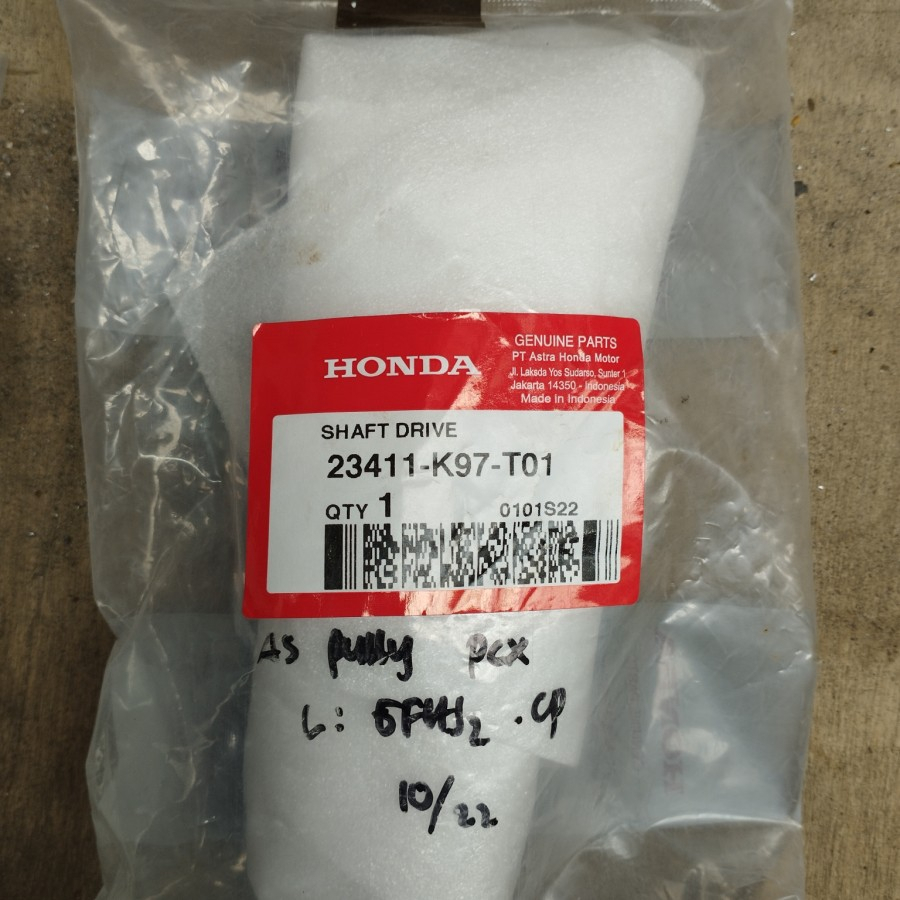 HONDA
GENUINE PARTS
PT Astra Honda Motor
Jl. Laksda Yos Sudarso, Sunter 1
Jakarta 14350 - Indonesia
Made in Indonesia
SHAFT DRIVE
23411-K97-T01
QTY 1
0101S22
As pully pcx
10/22